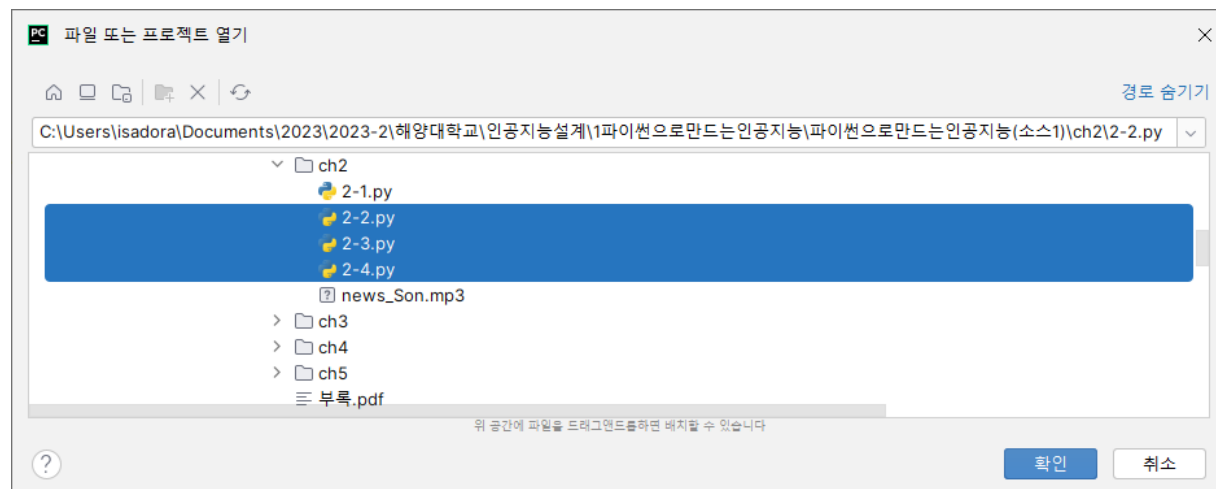 PC 파일 또는 프로젝트 열기
경로 숨기기
C:\Users\isadora\Documents\2023\2023-2\해양대학교\인공지능설계\1파이썬으로만드는인공지능\파이썬으로만드는인공지능(소스1)\ch2\2-2.py
ch2
2-1.py
2-2.py
2-3.py
2-4.py
? news_Son.mp3
ch3
ch4
ch5
부록.pdf
위 공간에 파일을 드래그앤드롭하면 배치할 수 있습니다
? 확인 취소